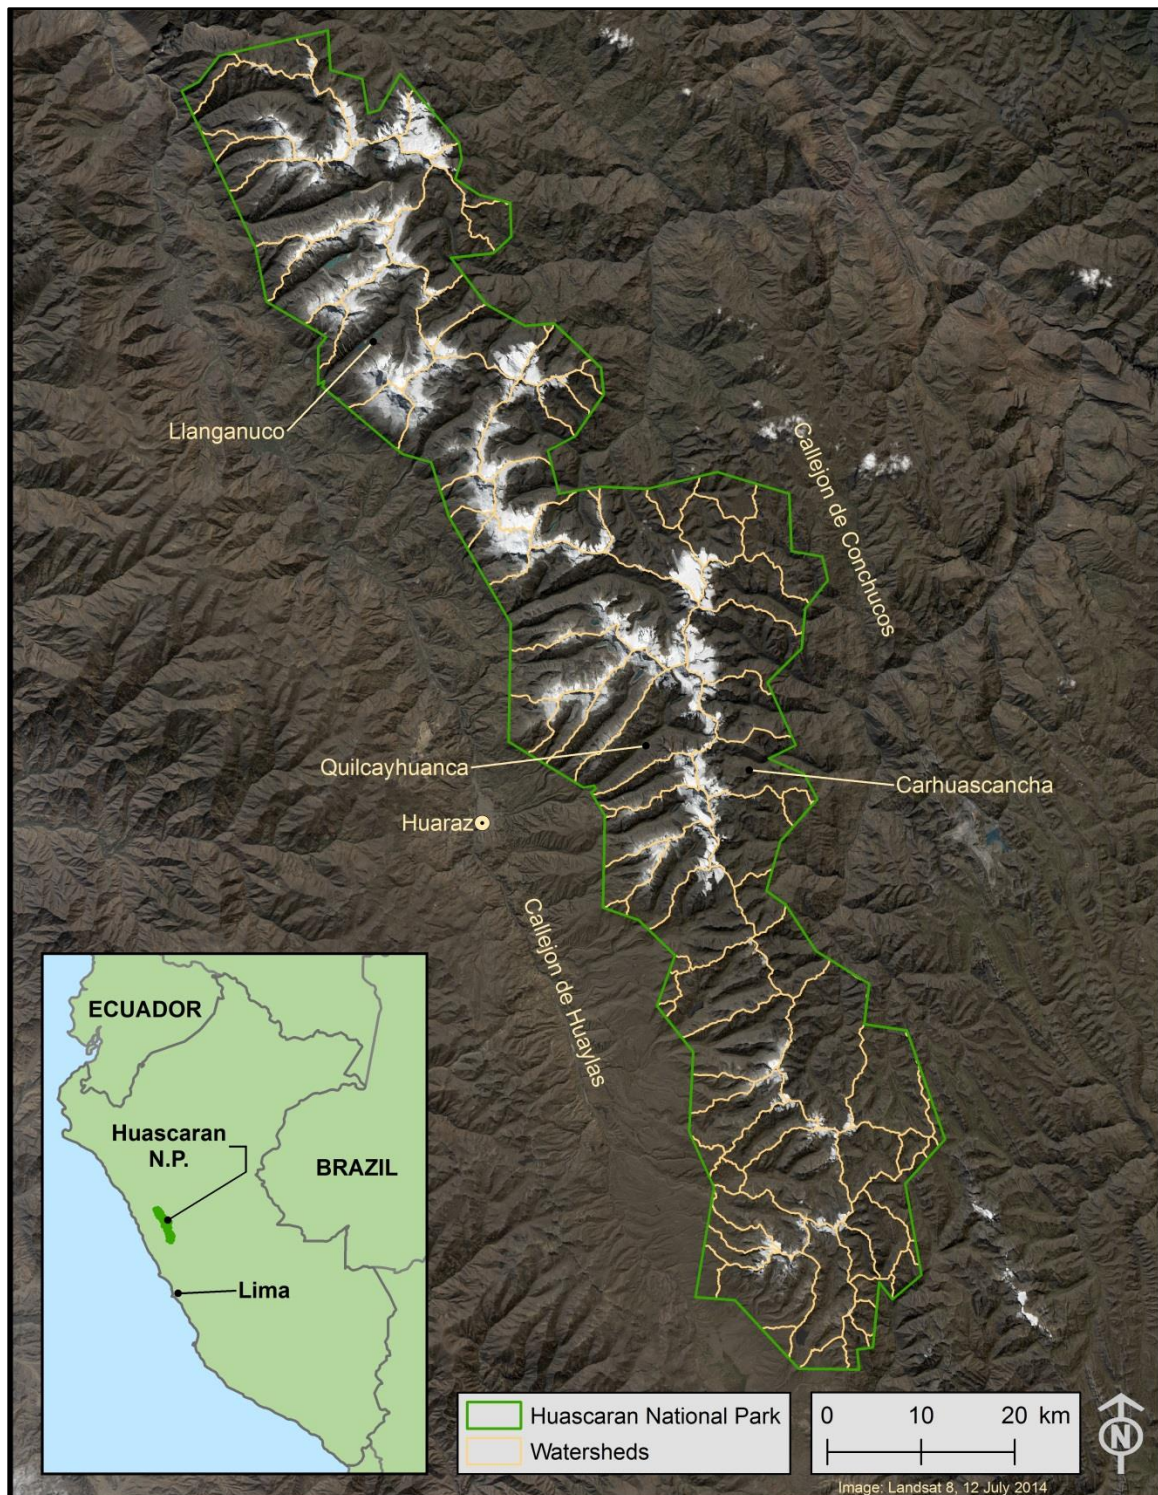 Llanganuco
Callejon de Conchucos
Quilcayhuanca
Carhuascancha
Huaraz
Callejon de Huaylas
ECUADOR
Huascaran
N.P.
BRAZIL
Lima
Huascaran National Park
Watersheds
0 10 20 km
N
Image: Landsat 8, 12 July 2014